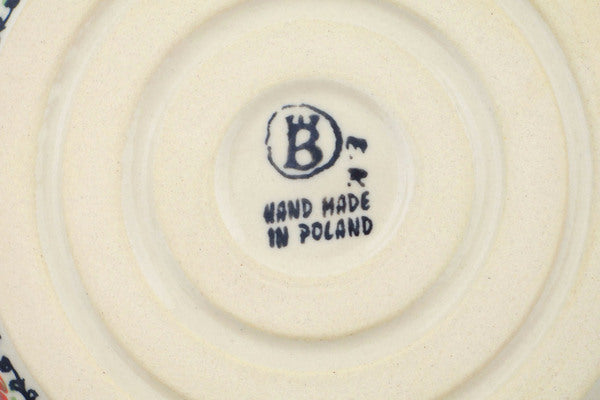 B
E.R.
HAND MADE
IN POLAND